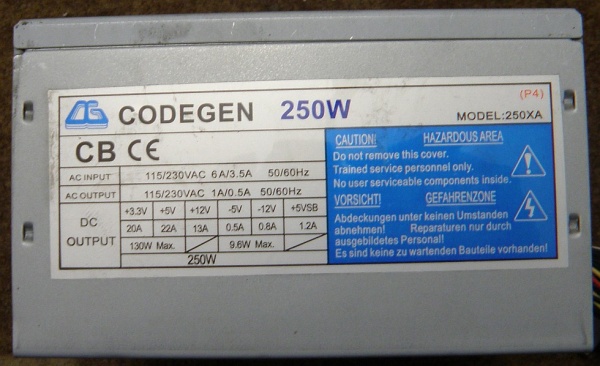 (P4)
CG CODEGEN 250W
MODEL:250XA
CB CE
AC INPUT 115/230VAC 6A/3.5A 50/60Hz
AC OUTPUT 115/230VAC 1A/0.5A 50/60Hz
DC OUTPUT
+3.3V +5V +12V -5V -12V +5VSB
20A 22A 13A 0.5A 0.8A 1.2A
130W Max. 9.6W Max.
250W
CAUTION! HAZARDOUS AREA
Do not remove this cover.
Trained service personnel only.
No user serviceable components inside.
VORSICHT! GEFAHRENZONE
Abdeckungen unter keinen Umständen
abnehmen! Reparaturen nur durch
ausgebildetes Personal!
Es sind keine zu wartenden Bauteile vorhanden!